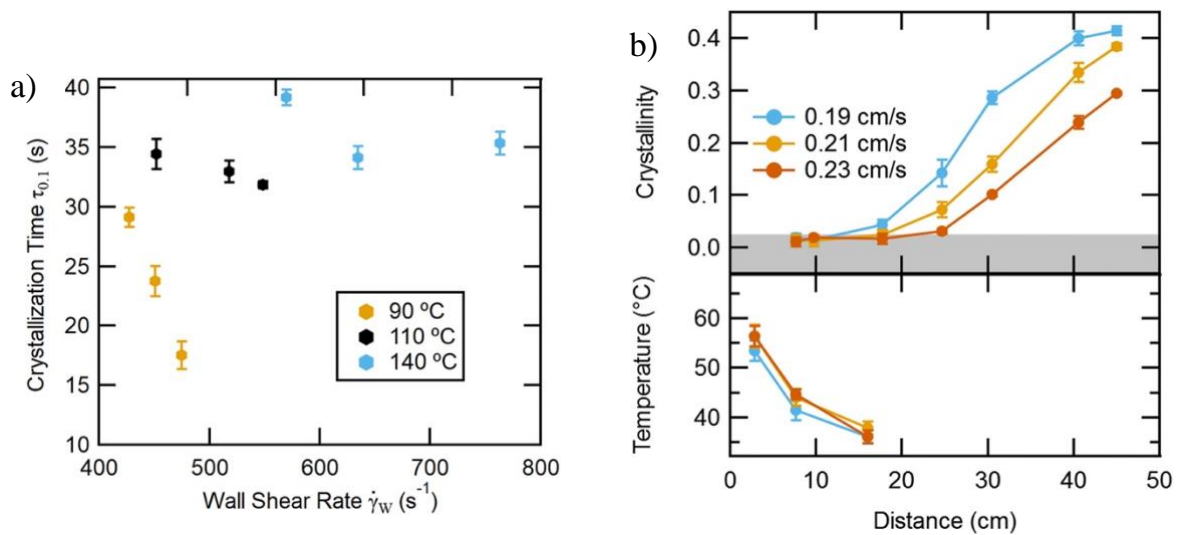 a)
Crystallization Time τ0.1 (s)
40
35
30
25
20
15
10
90 ºC
110 ºC
140 ºC
400
500
600
700
800
Wall Shear Rate γ̇W (s-1)
b)
Crystallinity
0.4
0.3
0.2
0.1
0.0
0.19 cm/s
0.21 cm/s
0.23 cm/s
Temperature (°C)
60
50
40
0
10
20
30
40
50
Distance (cm)